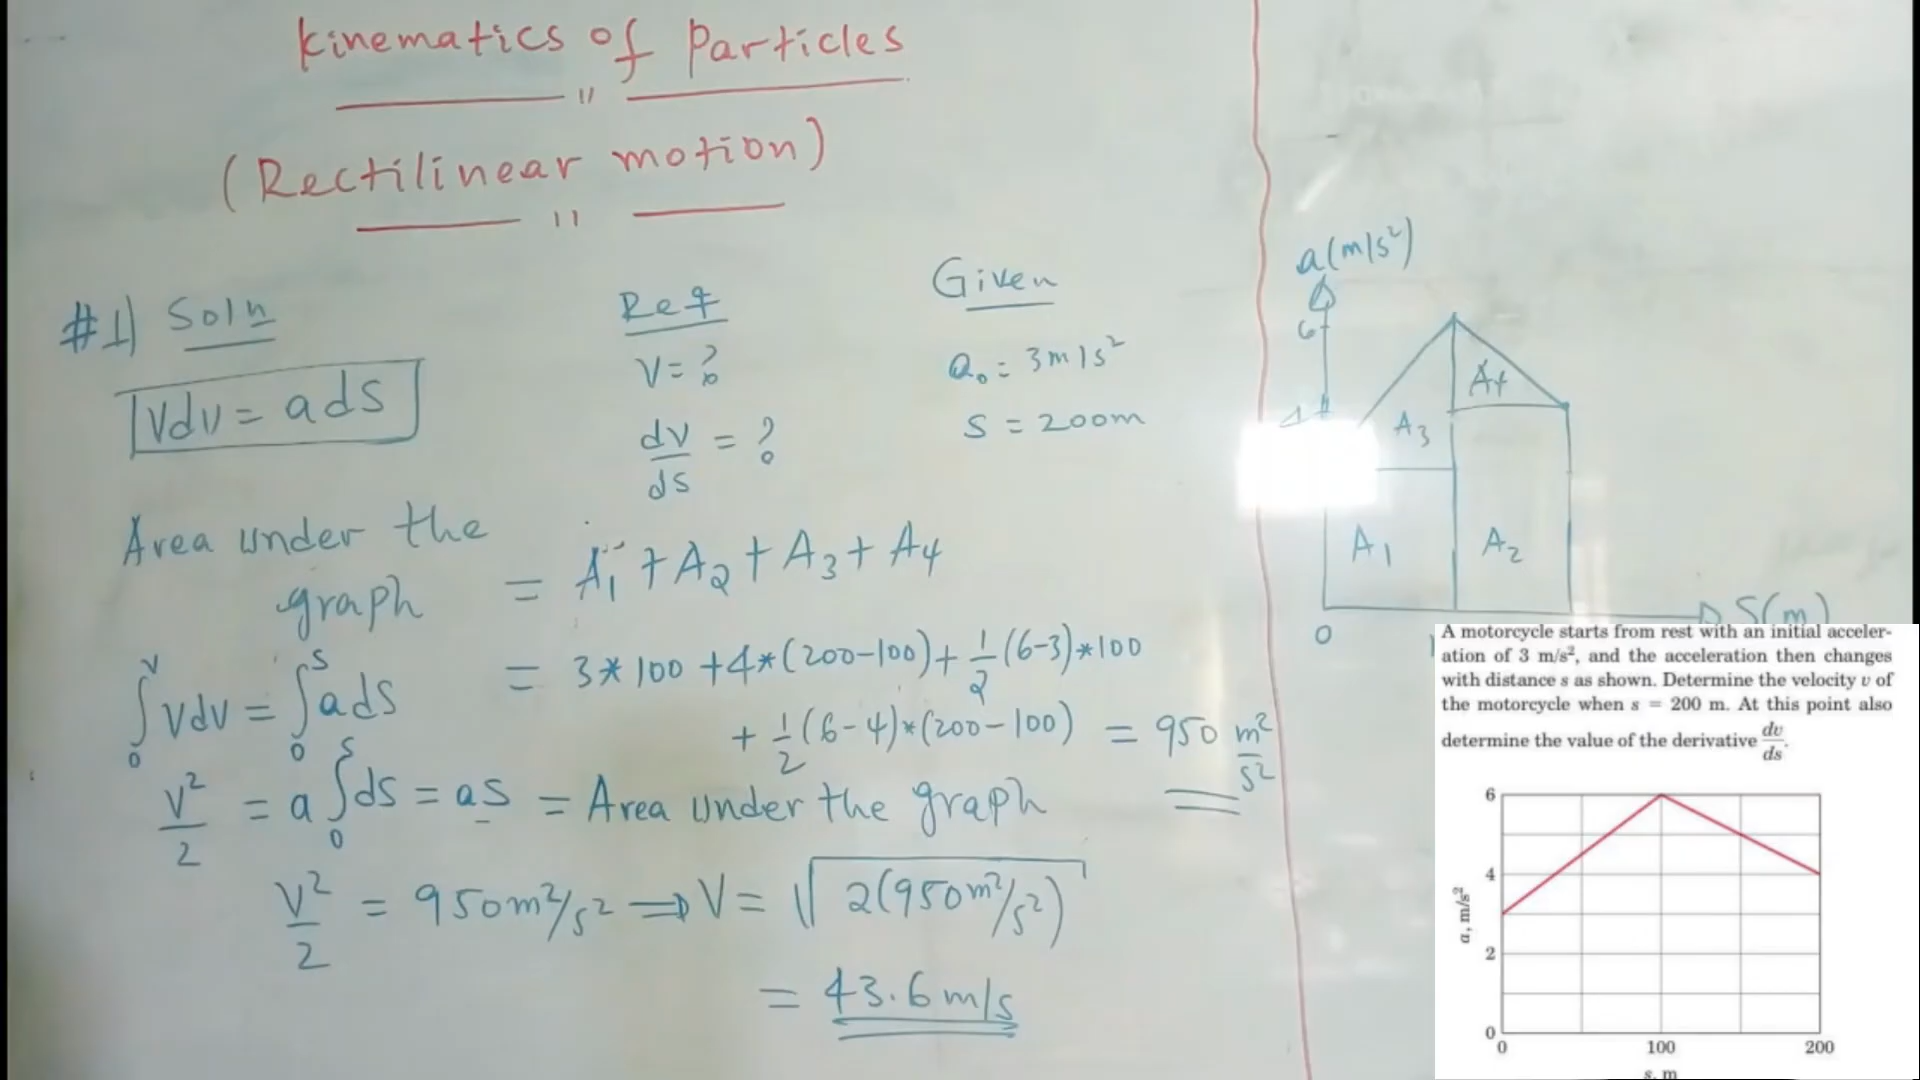 Kinematics of Particles
(Rectilinear motion)
#1) Soln
Req
Given
vdv = ads
V = ?
a₀ = 3m/s²
dv/ds = ?
S = 200m
Area under the graph = A₁ + A₂ + A₃ + A₄
= 3*100 + 4*(200-100) + 1/2 (6-3)*100
+ 1/2 (6-4)*(200-100) = 950 m²/s²
∫₀ᵛ vdv = ∫₀ˢ ads
v²/2 = a ∫₀ˢ ds = as = Area under the graph
v²/2 = 950m²/s² ⇒ V = √2(950m²/s²)
= 43.6 m/s
a(m/s²)
6
4
A₃
A₄
A₁
A₂
0
S(m)
A motorcycle starts from rest with an initial acceler-
ation of 3 m/s², and the acceleration then changes
with distance s as shown. Determine the velocity v of
the motorcycle when s = 200 m. At this point also
determine the value of the derivative dv/ds.
6
4
2
0
a, m/s²
0 100 200
s, m